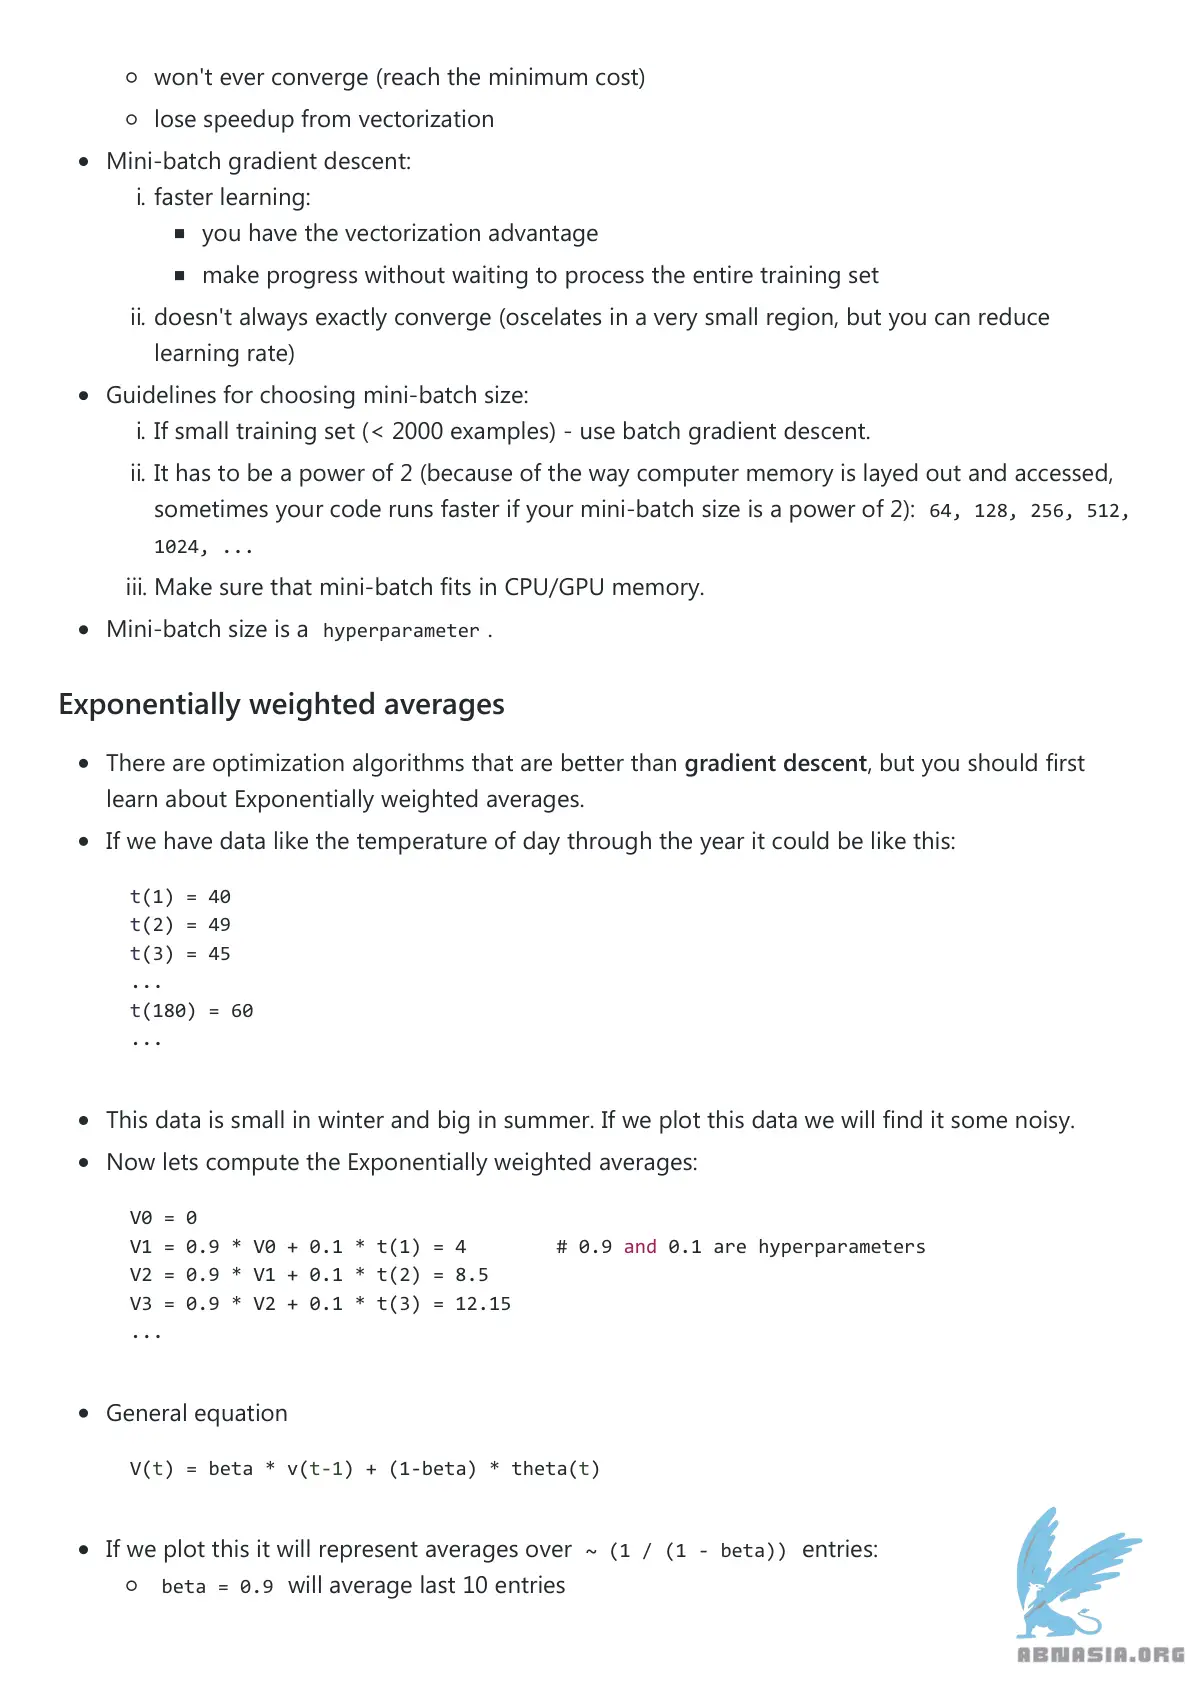 won't ever converge (reach the minimum cost)
lose speedup from vectorization
Mini-batch gradient descent:
i. faster learning:
you have the vectorization advantage
make progress without waiting to process the entire training set
ii. doesn't always exactly converge (oscelates in a very small region, but you can reduce
learning rate)
Guidelines for choosing mini-batch size:
i. If small training set (< 2000 examples) - use batch gradient descent.
ii. It has to be a power of 2 (because of the way computer memory is layed out and accessed,
sometimes your code runs faster if your mini-batch size is a power of 2): 64, 128, 256, 512,
1024, ...
iii. Make sure that mini-batch fits in CPU/GPU memory.
Mini-batch size is a hyperparameter .
Exponentially weighted averages
There are optimization algorithms that are better than gradient descent, but you should first
learn about Exponentially weighted averages.
If we have data like the temperature of day through the year it could be like this:
t(1) = 40
t(2) = 49
t(3) = 45
...
t(180) = 60
...
This data is small in winter and big in summer. If we plot this data we will find it some noisy.
Now lets compute the Exponentially weighted averages:
V0 = 0
V1 = 0.9 * V0 + 0.1 * t(1) = 4 # 0.9 and 0.1 are hyperparameters
V2 = 0.9 * V1 + 0.1 * t(2) = 8.5
V3 = 0.9 * V2 + 0.1 * t(3) = 12.15
...
General equation
V(t) = beta * v(t-1) + (1-beta) * theta(t)
If we plot this it will represent averages over ~ (1 / (1 - beta)) entries:
beta = 0.9 will average last 10 entries
ABNASIA.ORG